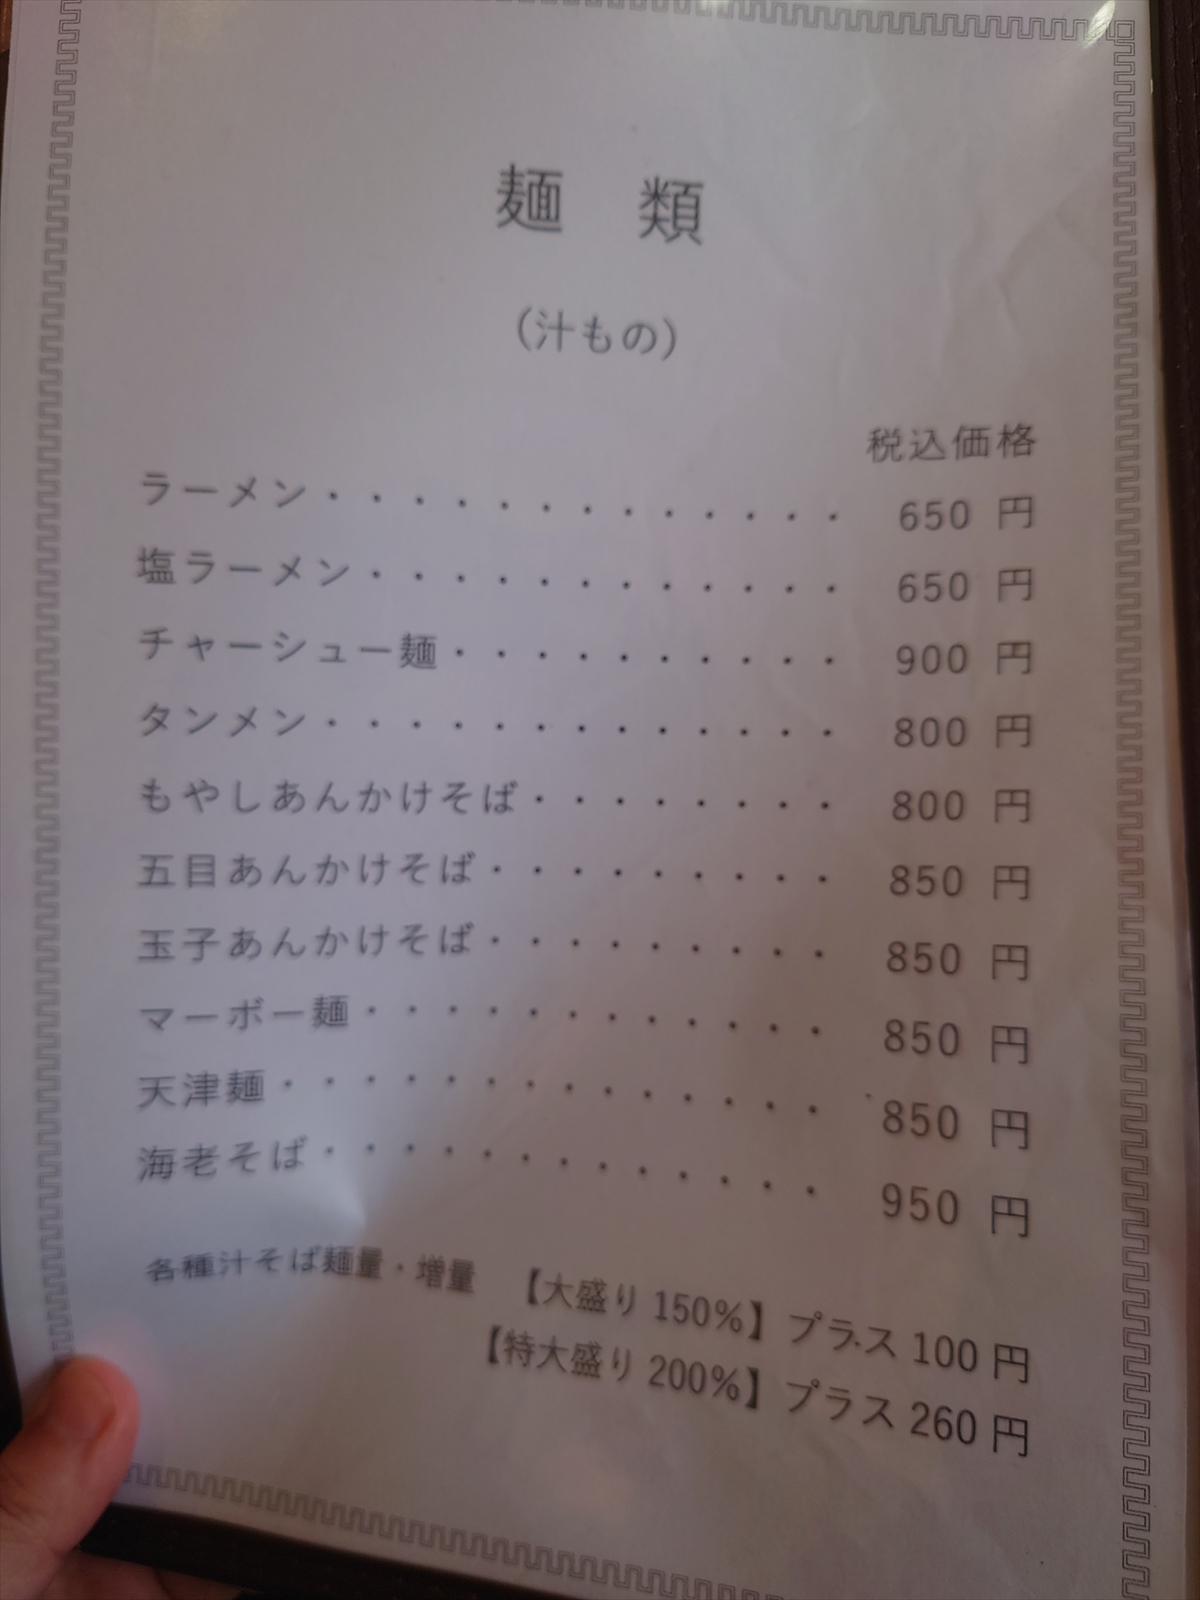 麺 類
（汁もの）
税込価格
ラーメン・・・・・・・・・・・・・ 650 円
塩ラーメン・・・・・・・・・・・・ 650 円
チャーシュー麺・・・・・・・・・・ 900 円
タンメン・・・・・・・・・・・・・ 800 円
もやしあんかけそば・・・・・・・・ 800 円
五目あんかけそば・・・・・・・・・ 850 円
玉子あんかけそば・・・・・・・・・ 850 円
マーボー麺・・・・・・・・・・・・ 850 円
天津麺・・・・・・・・・・・・・・ 850 円
海老そば・・・・・・・・・・・・・ 950 円
各種汁そば麺量・増量 【大盛り 150%】プラス 100 円
【特大盛り 200%】プラス 260 円